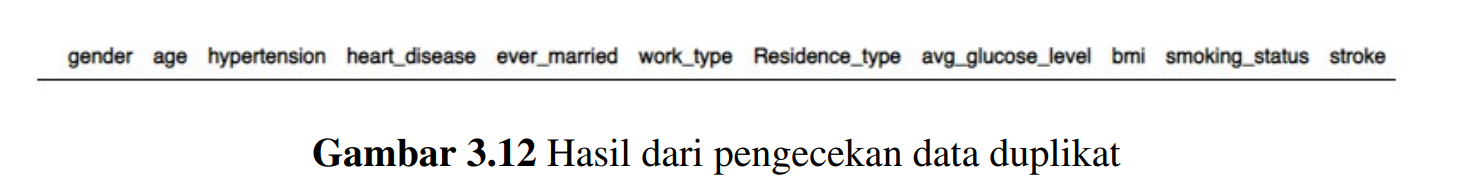 gender age hypertension heart_disease ever_married work_type Residence_type avg_glucose_level bmi smoking_status stroke
Gambar 3.12 Hasil dari pengecekan data duplikat